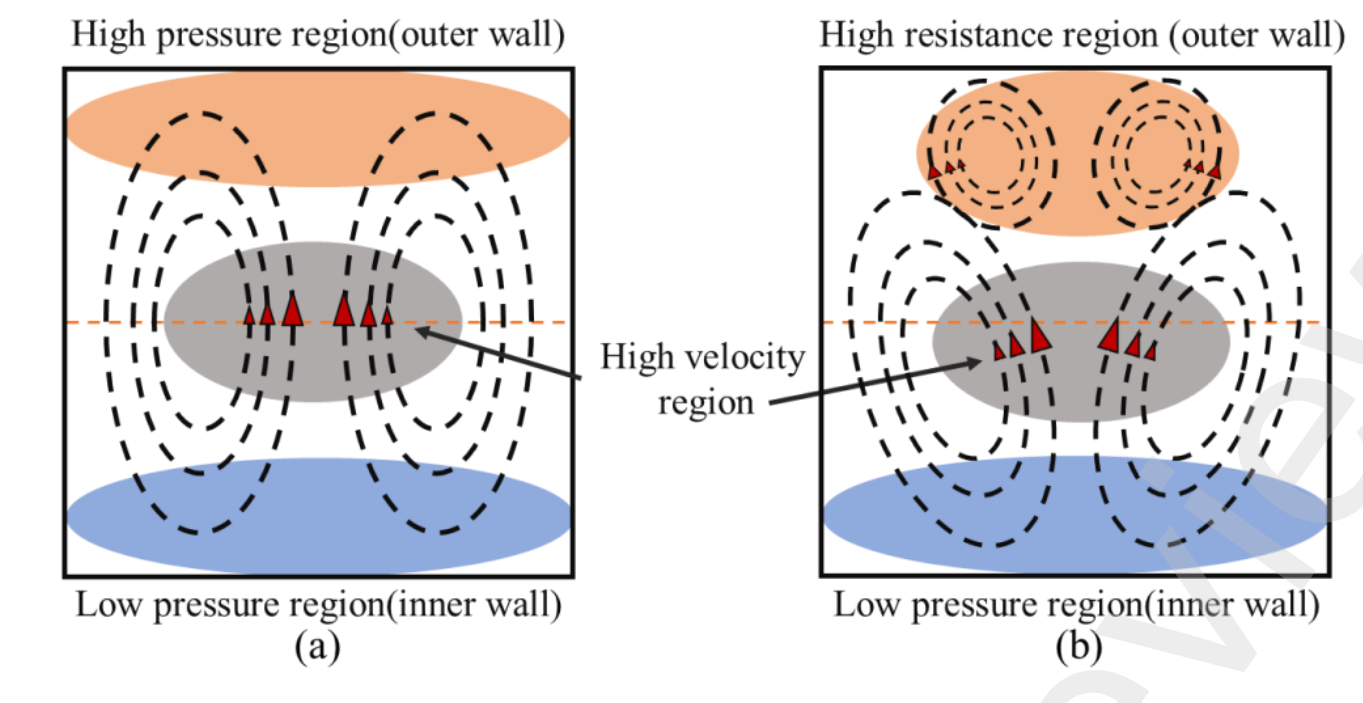 High pressure region(outer wall)
High resistance region (outer wall)
High velocity
region
Low pressure region(inner wall)
Low pressure region(inner wall)
(a)
(b)